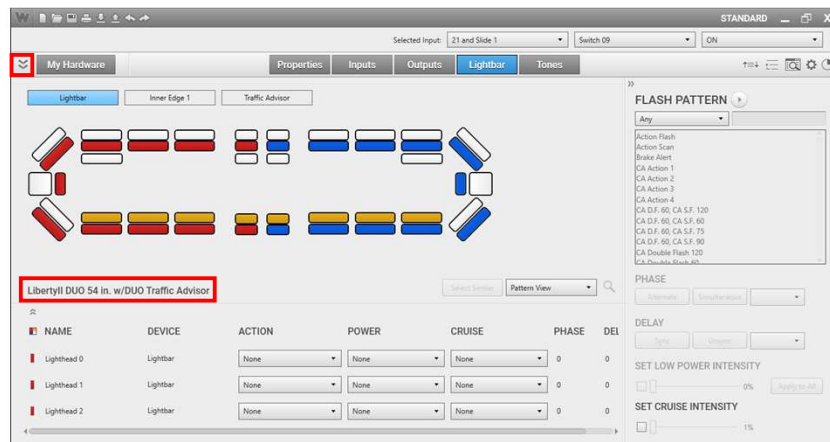 STANDARD
Selected Input: 21 and Slide 1 Switch 09 ON
My Hardware Properties Inputs Outputs Lightbar Tones
Lightbar Inner Edge 1 Traffic Advisor
FLASH PATTERN
Any
Action Flash
Action Scan
Brake Alert
CA Action 1
CA Action 2
CA Action 3
CA Action 4
CA D.F. 60, CA S.F. 120
CA D.F. 60, CA S.F. 60
CA D.F. 60, CA S.F. 75
CA D.F. 60, CA S.F. 90
CA Double Flash 120
CA Double Flash 60
LibertyII DUO 54 in. w/DUO Traffic Advisor Select Similar Pattern View
PHASE
Alternate Simultaneous
NAME DEVICE ACTION POWER CRUISE PHASE DEL
Lighthead 0 Lightbar None None None 0 0
Lighthead 1 Lightbar None None None 0 0
Lighthead 2 Lightbar None None None 0 0
DELAY
Sync Unsync
SET LOW POWER INTENSITY
0% Apply to All
SET CRUISE INTENSITY
1%